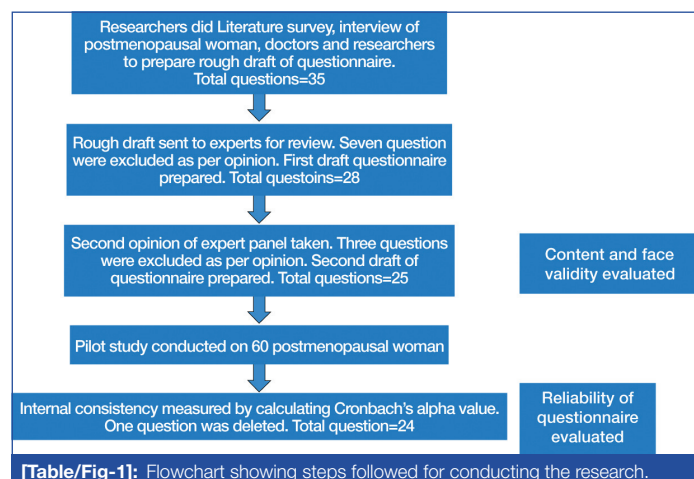 Researchers did Literature survey, interview of
postmenopausal woman, doctors and researchers
to prepare rough draft of questionnaire.
Total questions=35
Rough draft sent to experts for review. Seven question
were excluded as per opinion. First draft questionnaire
prepared. Total questoins=28
Second opinion of expert panel taken. Three questions
were excluded as per opinion. Second draft of
questionnaire prepared. Total questions=25
Content and face
validity evaluated
Pilot study conducted on 60 postmenopausal woman
Internal consistency measured by calculating Cronbach's alpha value.
One question was deleted. Total question=24
Reliability of
questionnaire
evaluated
[Table/Fig-1]: Flowchart showing steps followed for conducting the research.